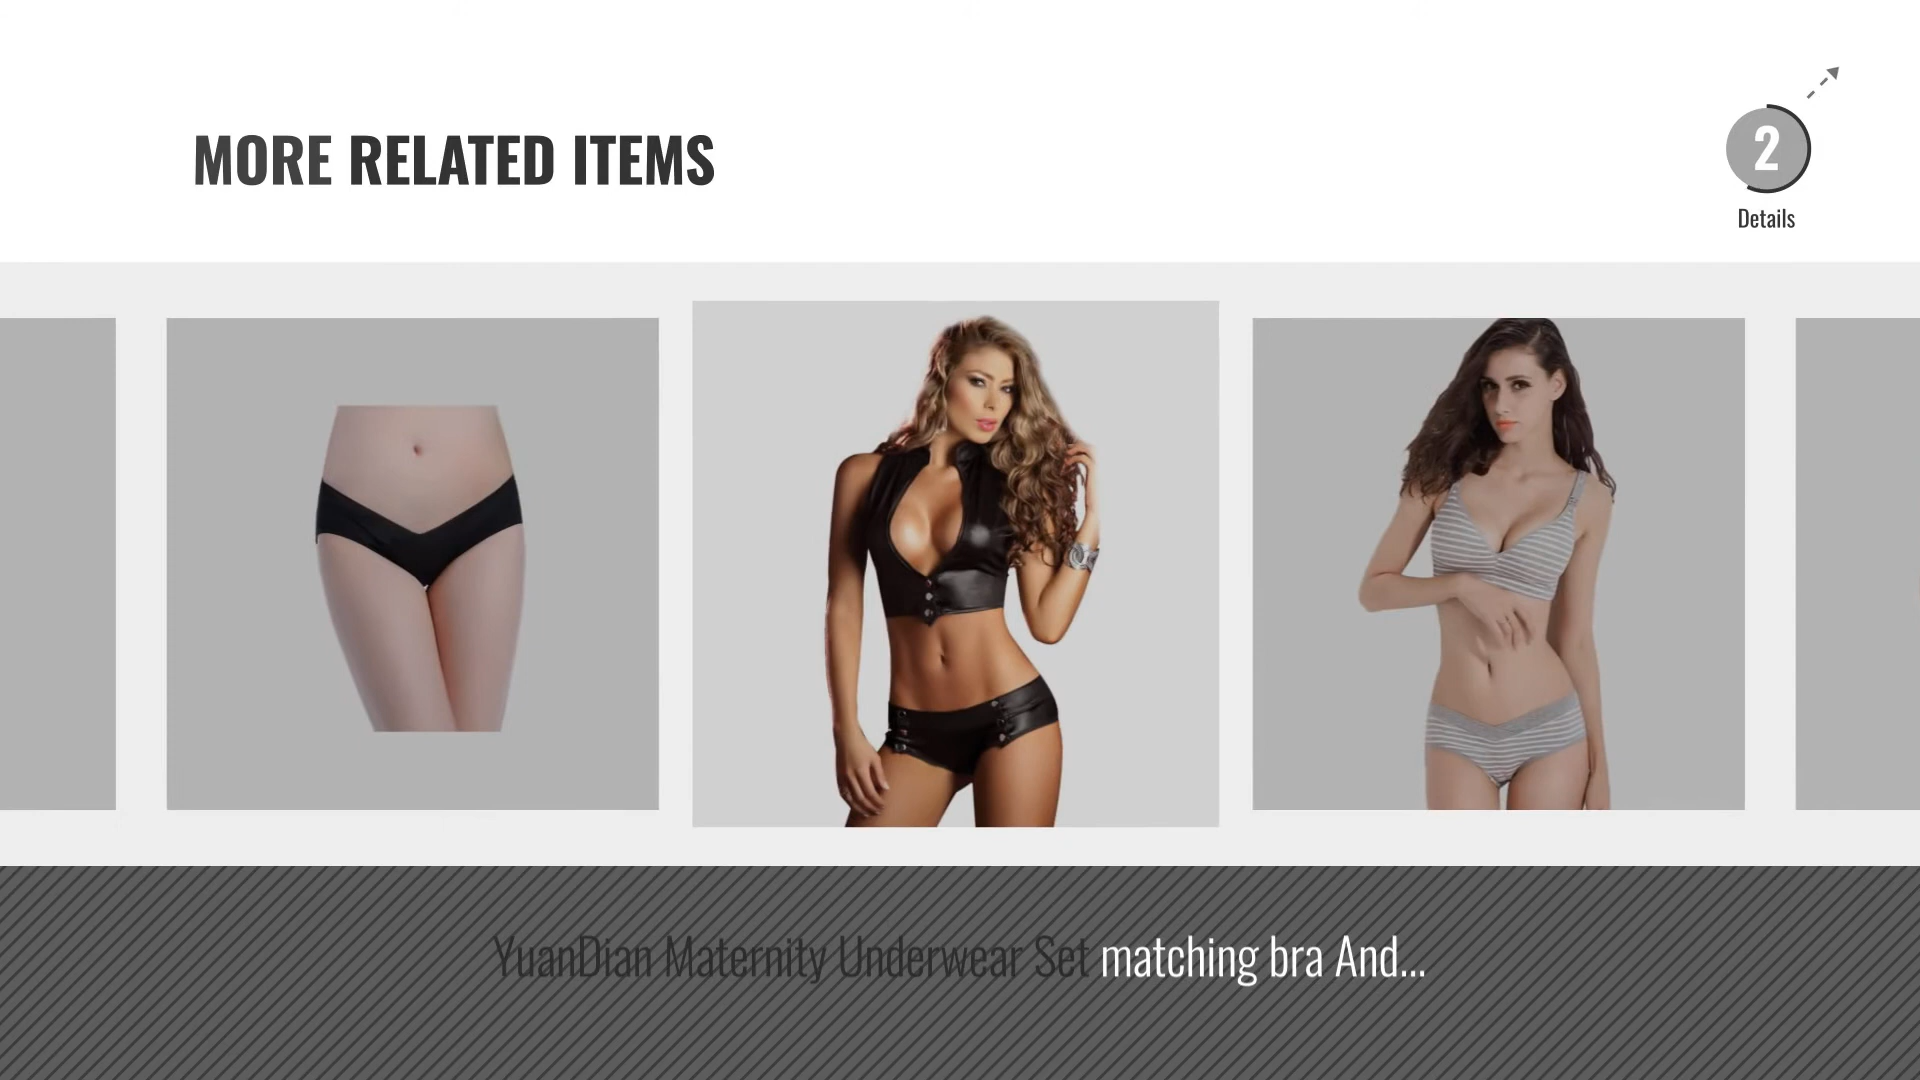 MORE RELATED ITEMS
2
Details
YuanDian Maternity Underwear Set matching bra And...